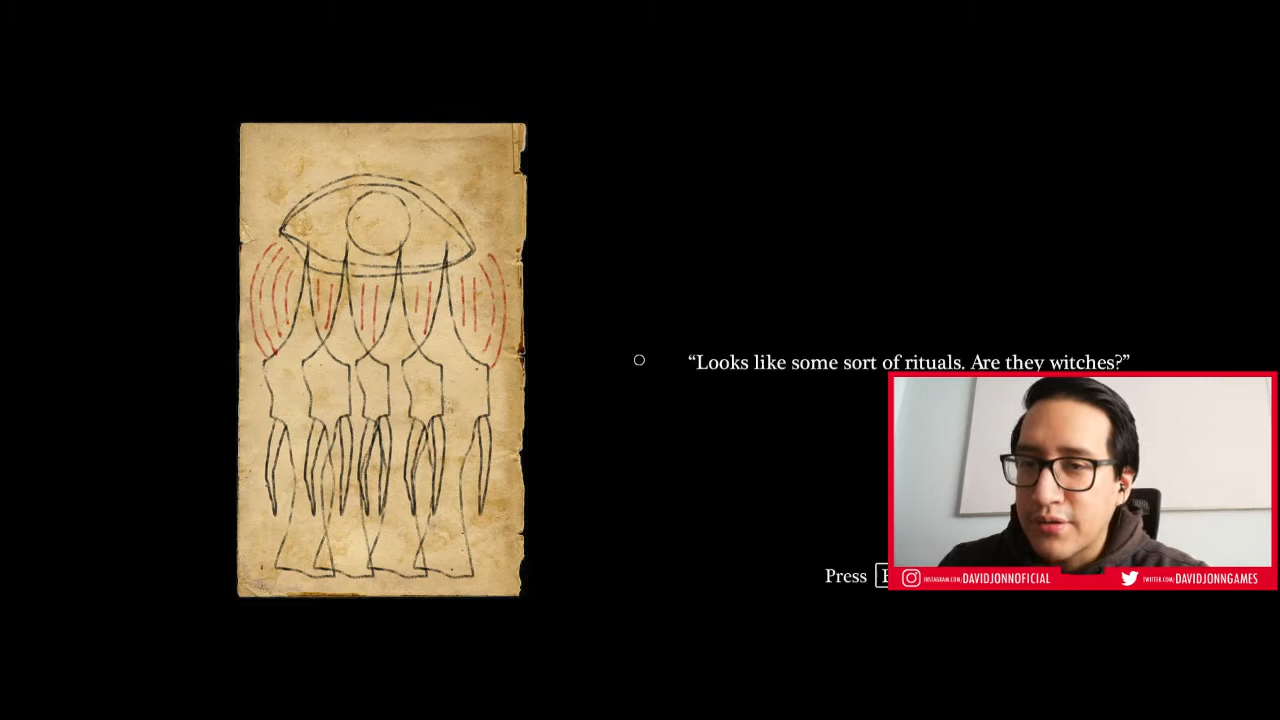 “Looks like some sort of rituals. Are they witches?”
Press
INSTAGRAM.COM/DAVIDJONNOFICIAL
TWITTER.COM/DAVIDJONNGAMES